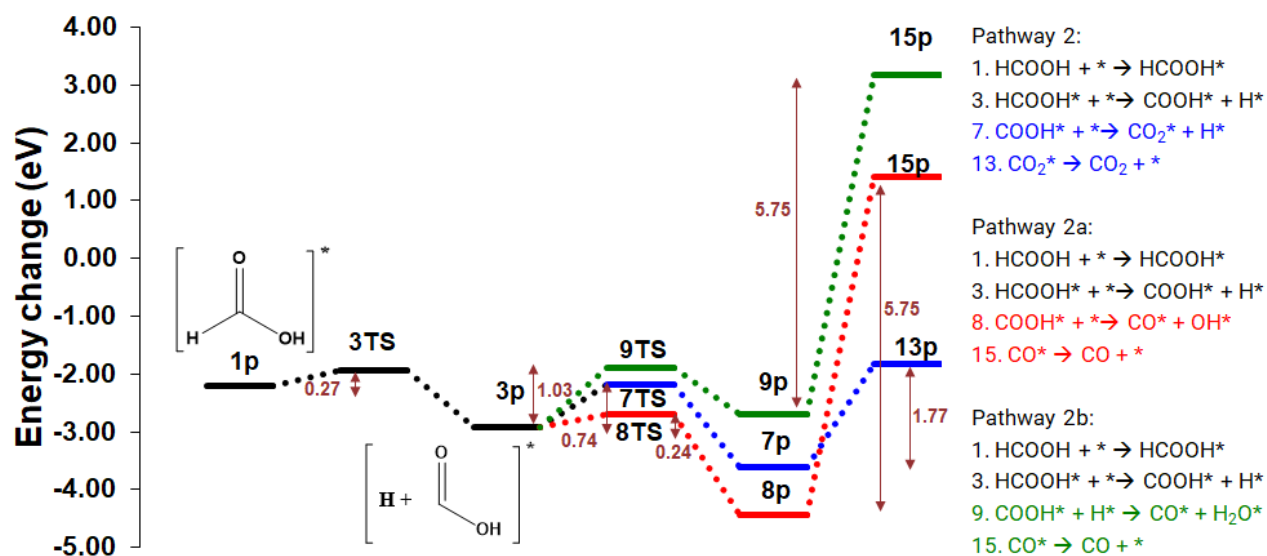 4.00
3.00
2.00
1.00
0.00
-1.00
-2.00
-3.00
-4.00
-5.00
Energy change (eV)
O
H
OH
*
1p
3TS
0.27
3p
H +
O
OH
*
9TS
1.03
7TS
0.74
8TS
0.24
9p
7p
8p
15p
5.75
15p
5.75
13p
1.77
Pathway 2:
1. HCOOH + * → HCOOH*
3. HCOOH* + *→ COOH* + H*
7. COOH* + *→ CO₂* + H*
13. CO₂* → CO₂ + *
Pathway 2a:
1. HCOOH + * → HCOOH*
3. HCOOH* + *→ COOH* + H*
8. COOH* + *→ CO* + OH*
15. CO* → CO + *
Pathway 2b:
1. HCOOH + * → HCOOH*
3. HCOOH* + *→ COOH* + H*
9. COOH* + H* → CO* + H₂O*
15. CO* → CO + *